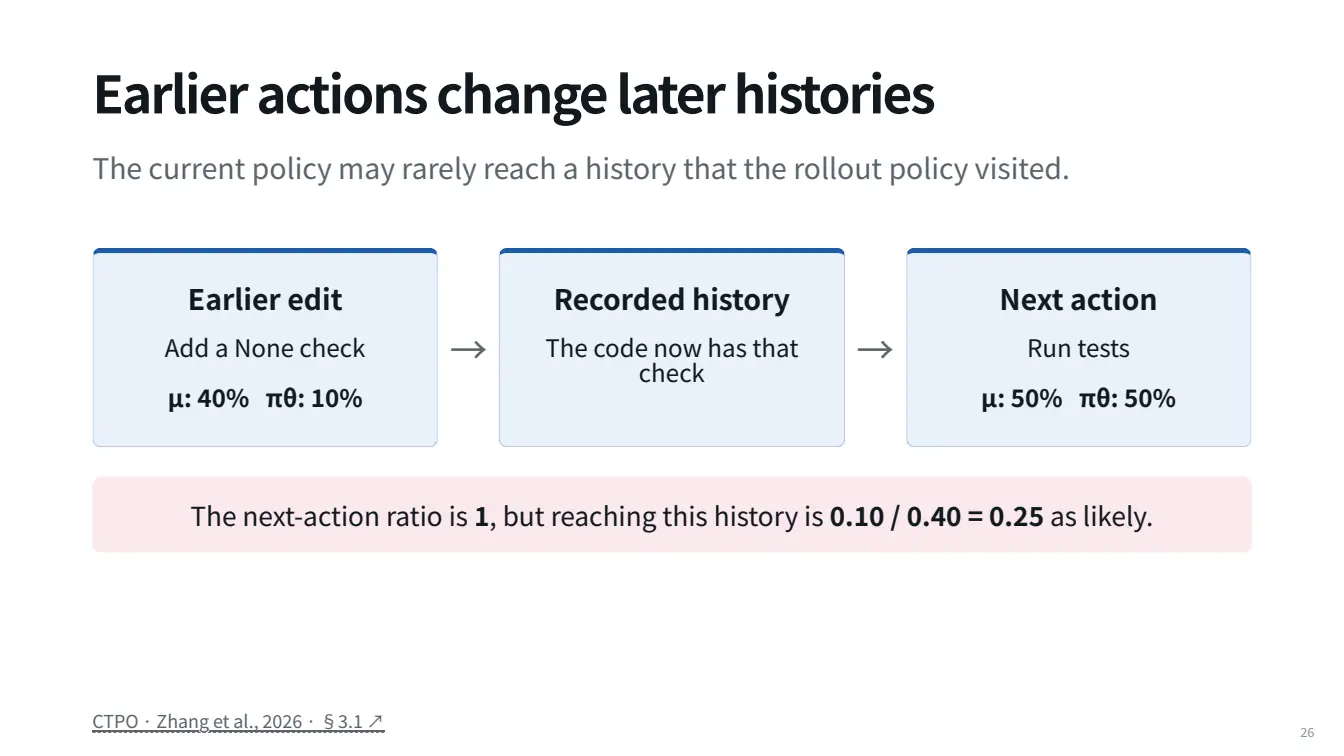 Earlier actions change later histories
The current policy may rarely reach a history that the rollout policy visited.
Earlier edit
Add a None check
μ: 40% πθ: 10%
→
Recorded history
The code now has that
check
→
Next action
Run tests
μ: 50% πθ: 50%
The next-action ratio is 1, but reaching this history is 0.10 / 0.40 = 0.25 as likely.
CTPO · Zhang et al., 2026 · § 3.1 ↗
26